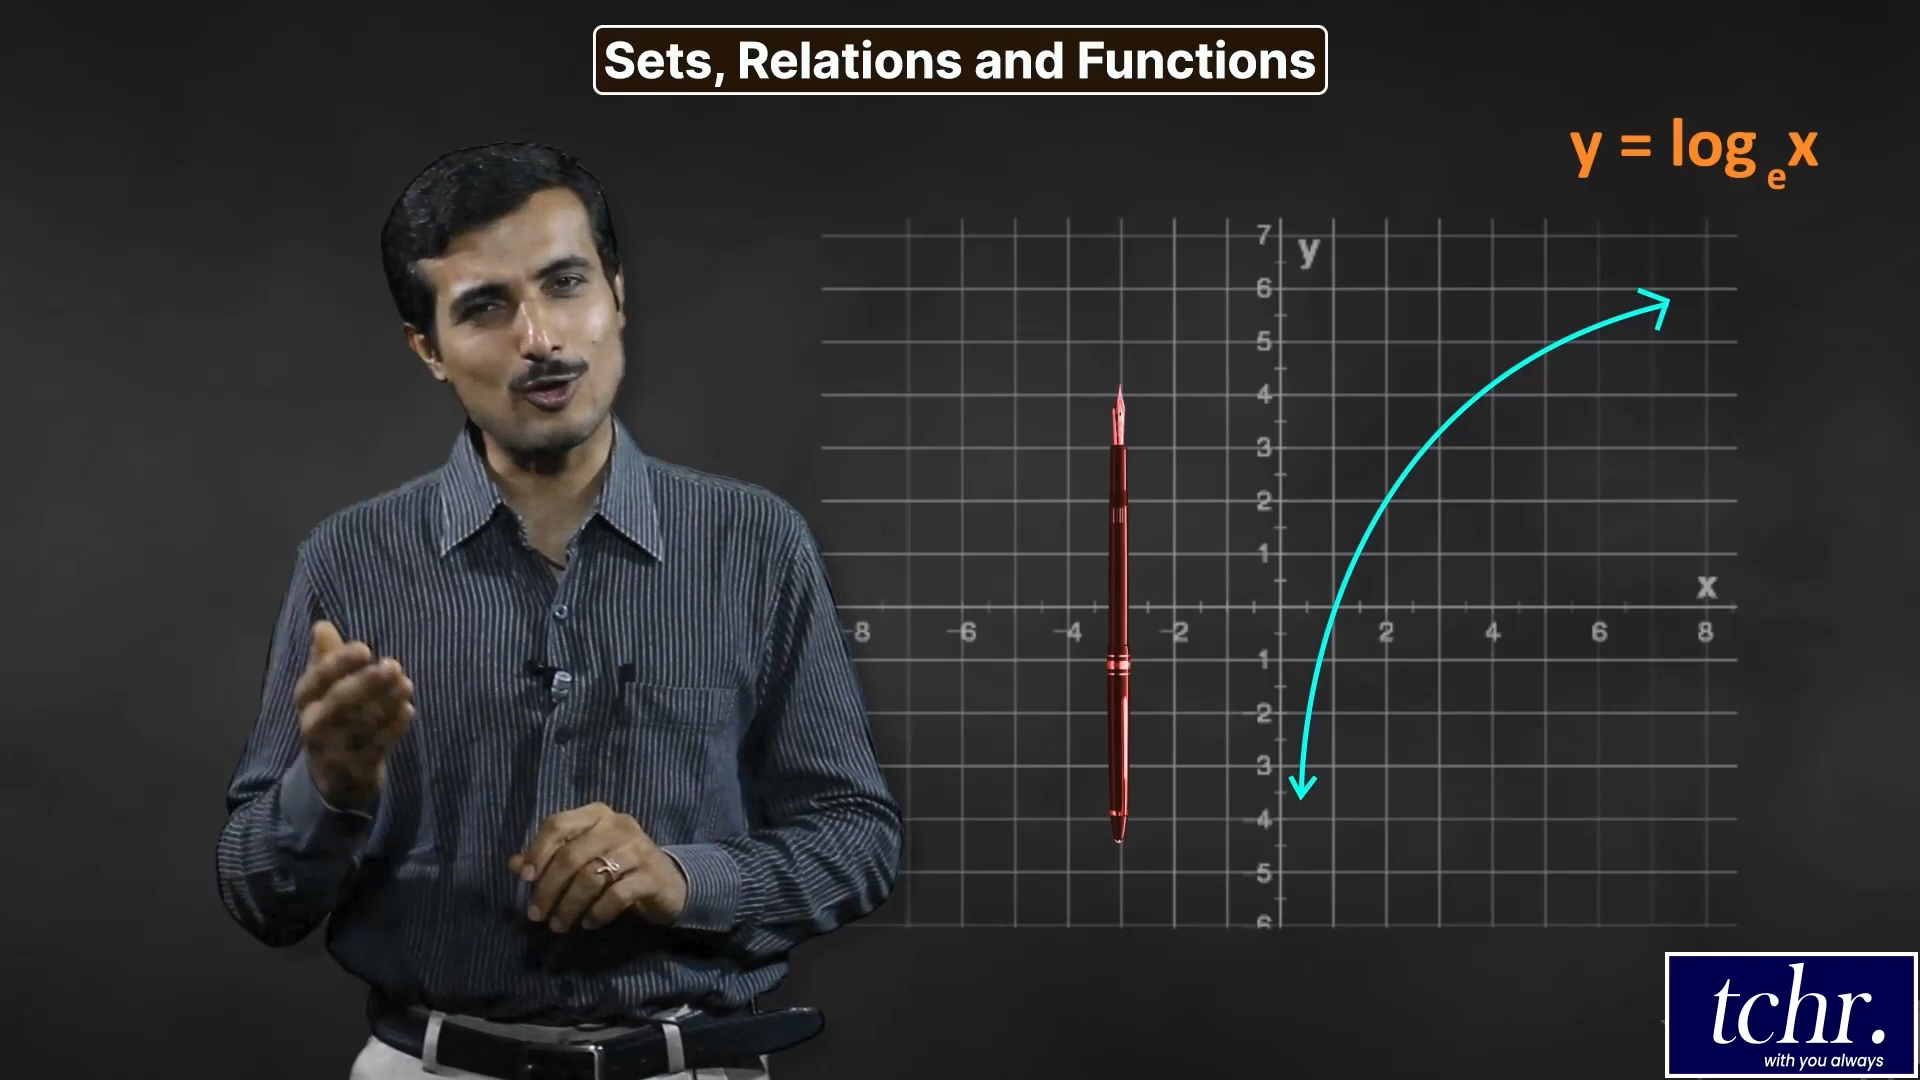 Sets, Relations and Functions
y = log e x
7
y
6
5
4
3
2
1
x
-8 -6 -4 -2 2 4 6 8
-1
-2
-3
-4
-5
-6
tchr.
with you always